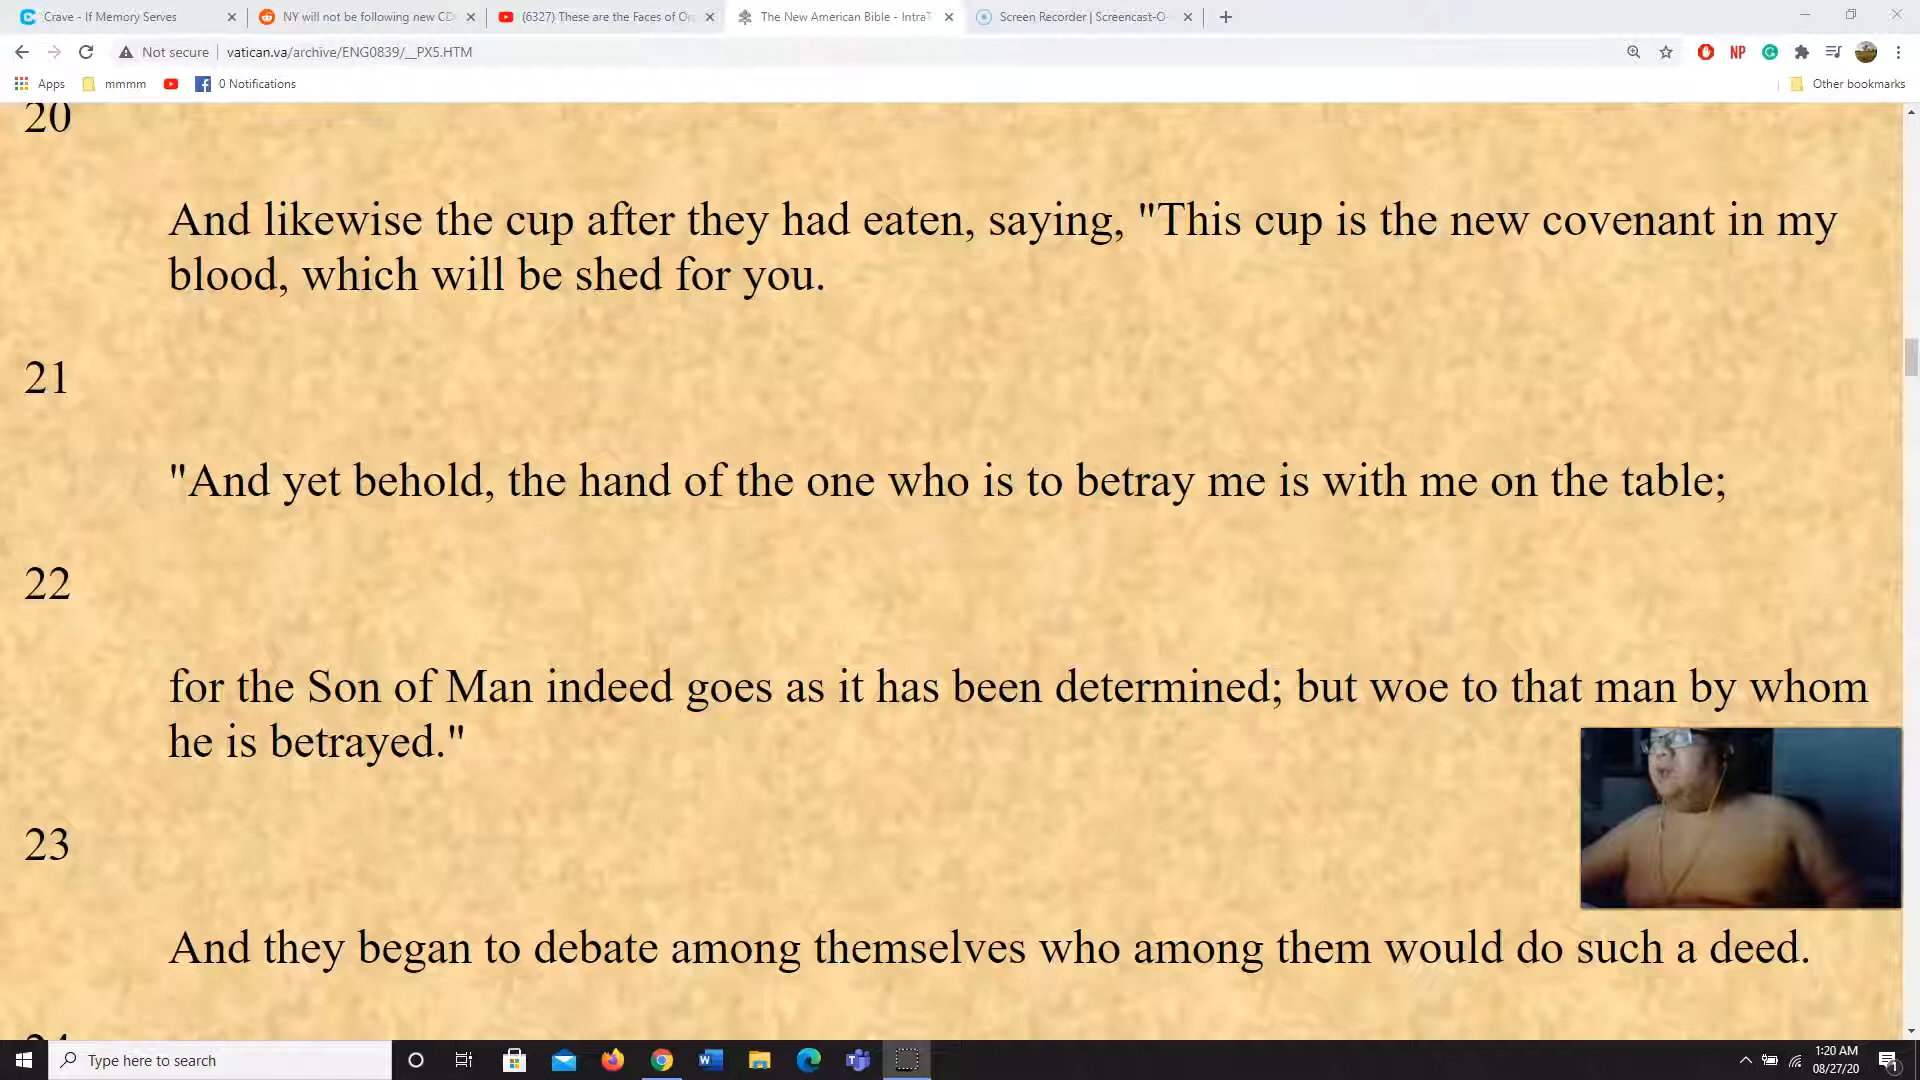 Crave - If Memory Serves
NY will not be following new CD
(6327) These are the Faces of O
The New American Bible - IntraT
Screen Recorder | Screencast-O-
Not secure
vatican.va/archive/ENG0839/__PX5.HTM
NP
Apps
mmmm
0 Notifications
Other bookmarks
20
And likewise the cup after they had eaten, saying, "This cup is the new covenant in my
blood, which will be shed for you.
21
"And yet behold, the hand of the one who is to betray me is with me on the table;
22
for the Son of Man indeed goes as it has been determined; but woe to that man by whom
he is betrayed."
23
And they began to debate among themselves who among them would do such a deed.
Type here to search
1:20 AM
08/27/20
1